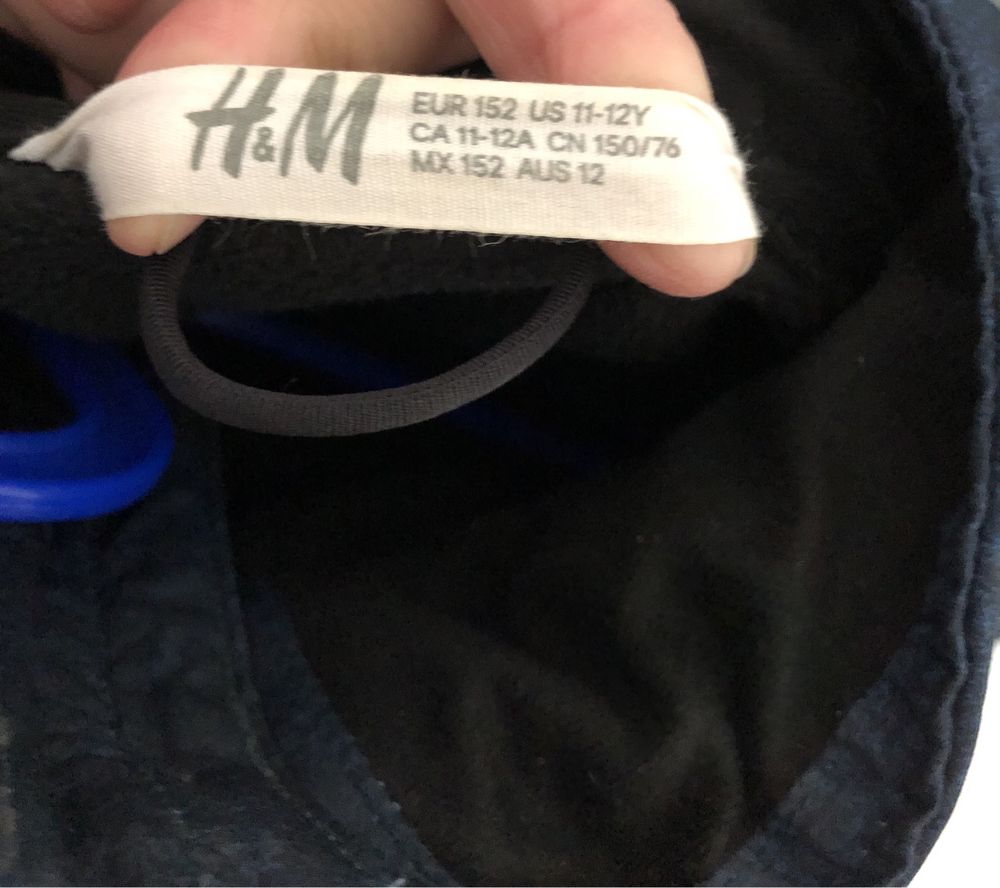 H&M
EUR 152 US 11-12Y
CA 11-12A CN 150/76
MX 152 AUS 12